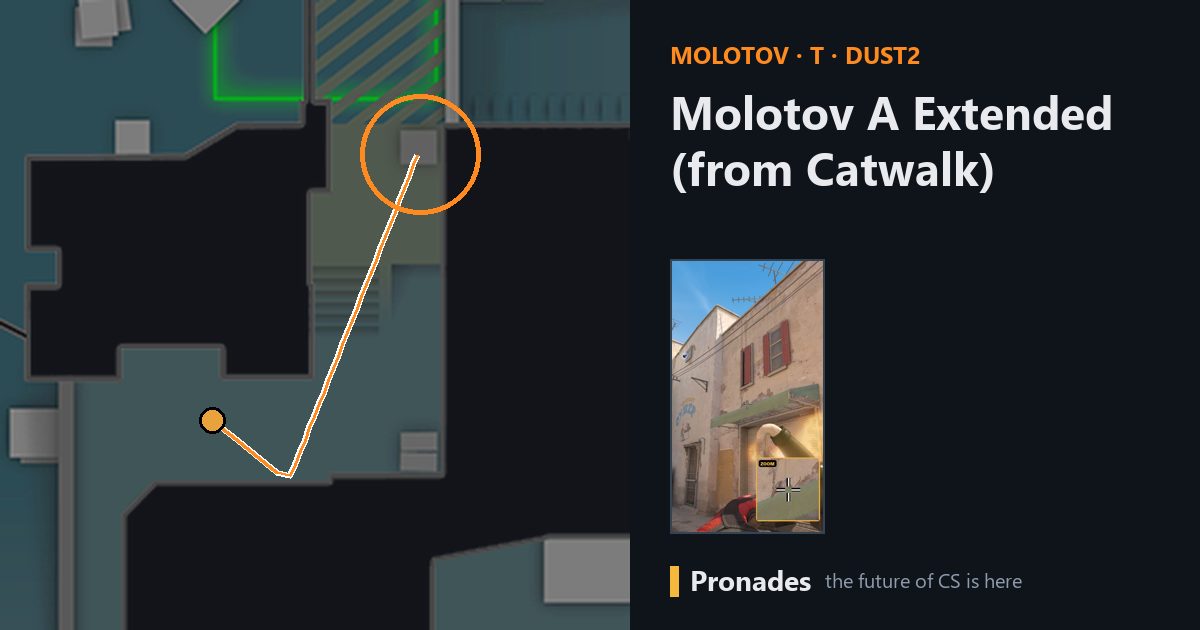 MOLOTOV · T · DUST2
Molotov A Extended
(from Catwalk)
ZOOM
Pronades the future of CS is here